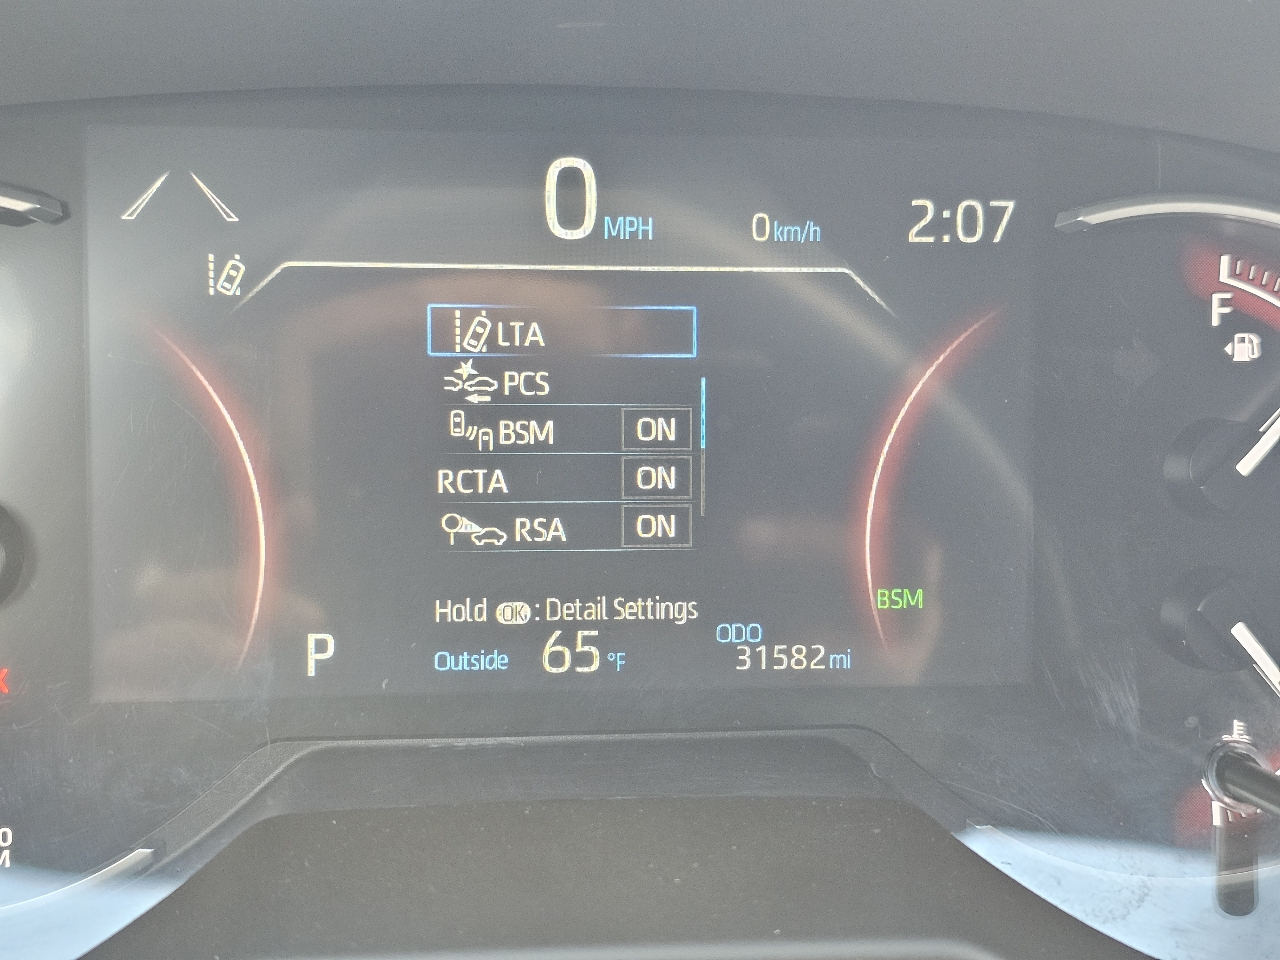 0 MPH 0 km/h 2:07
LTA
PCS
BSM ON
RCTA ON
RSA ON
Hold OK : Detail Settings
BSM
P Outside 65 °F ODO 31582 mi
F